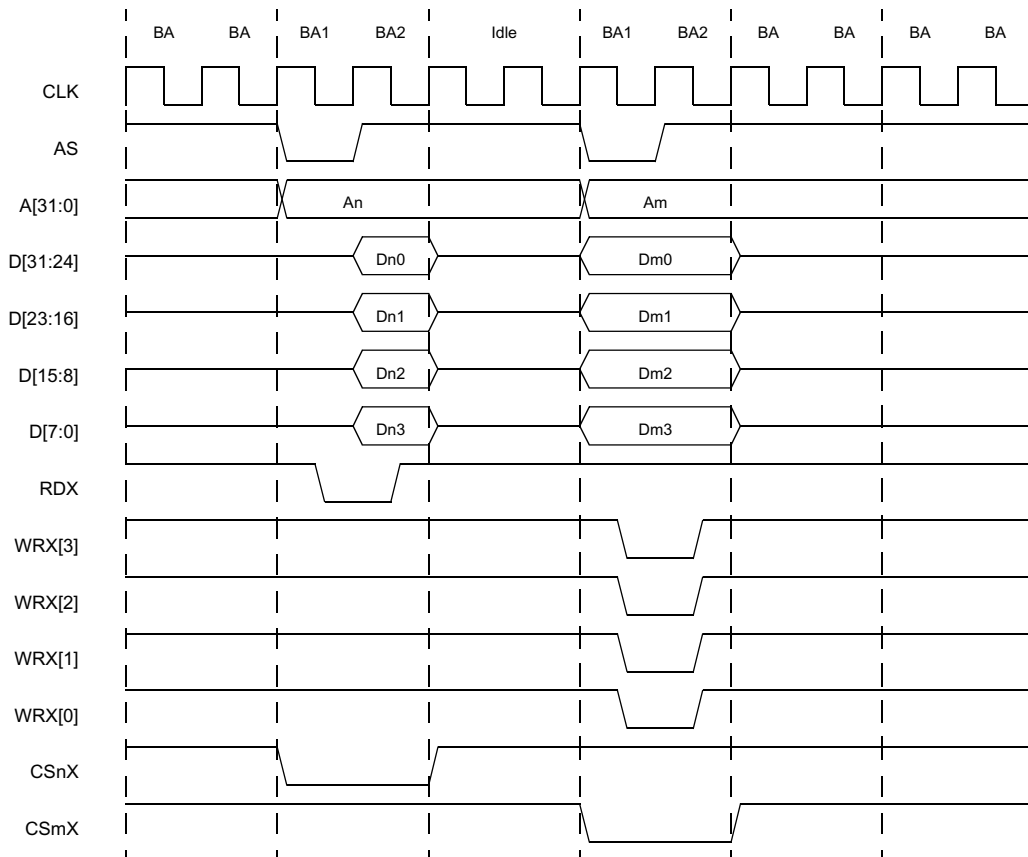 BA BA BA1 BA2 Idle BA1 BA2 BA BA BA BA
CLK
AS
A[31:0] An Am
D[31:24] Dn0 Dm0
D[23:16] Dn1 Dm1
D[15:8] Dn2 Dm2
D[7:0] Dn3 Dm3
RDX
WRX[3]
WRX[2]
WRX[1]
WRX[0]
CSnX
CSmX